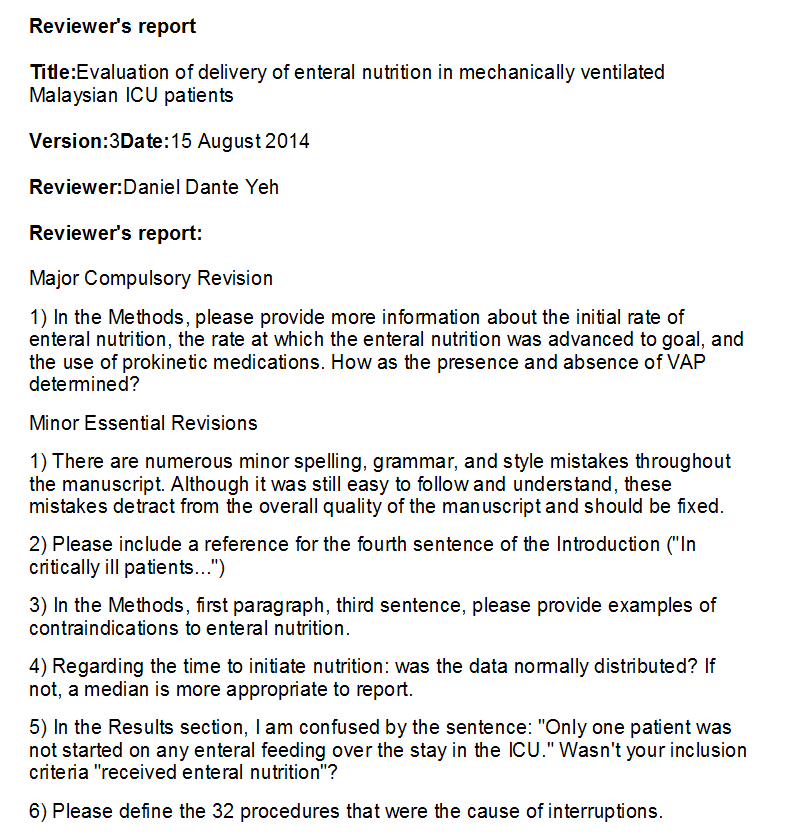 Reviewer's report
Title:Evaluation of delivery of enteral nutrition in mechanically ventilated
Malaysian ICU patients
Version:3Date:15 August 2014
Reviewer:Daniel Dante Yeh
Reviewer's report:
Major Compulsory Revision
1) In the Methods, please provide more information about the initial rate of
enteral nutrition, the rate at which the enteral nutrition was advanced to goal, and
the use of prokinetic medications. How as the presence and absence of VAP
determined?
Minor Essential Revisions
1) There are numerous minor spelling, grammar, and style mistakes throughout
the manuscript. Although it was still easy to follow and understand, these
mistakes detract from the overall quality of the manuscript and should be fixed.
2) Please include a reference for the fourth sentence of the Introduction ("In
critically ill patients...")
3) In the Methods, first paragraph, third sentence, please provide examples of
contraindications to enteral nutrition.
4) Regarding the time to initiate nutrition: was the data normally distributed? If
not, a median is more appropriate to report.
5) In the Results section, I am confused by the sentence: "Only one patient was
not started on any enteral feeding over the stay in the ICU." Wasn't your inclusion
criteria "received enteral nutrition"?
6) Please define the 32 procedures that were the cause of interruptions.